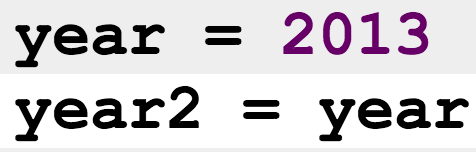 year = 2013
year2 = year